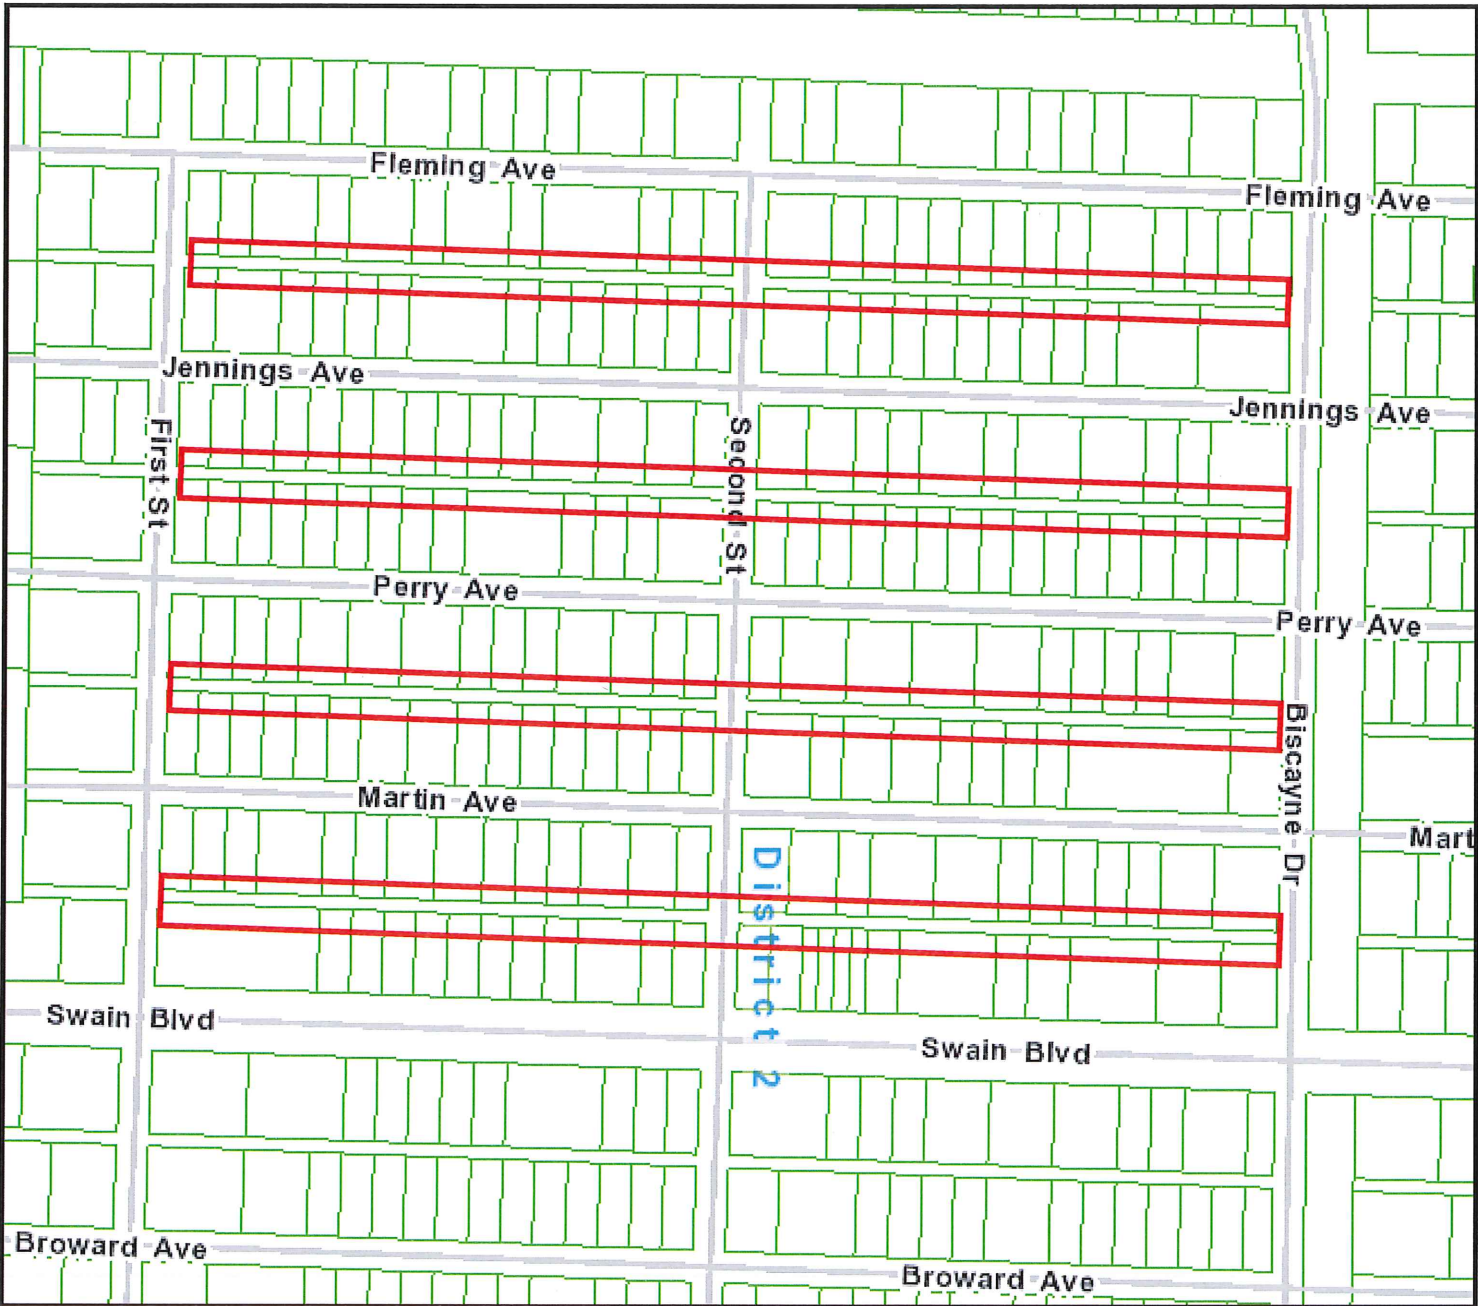 Fleming Ave
Fleming Ave
Jennings Ave
Jennings Ave
First St
Second St
Perry Ave
Perry Ave
Biscayne Dr
Martin Ave
Mart
District 2
Swain Blvd
Swain Blvd
Broward Ave
Broward Ave